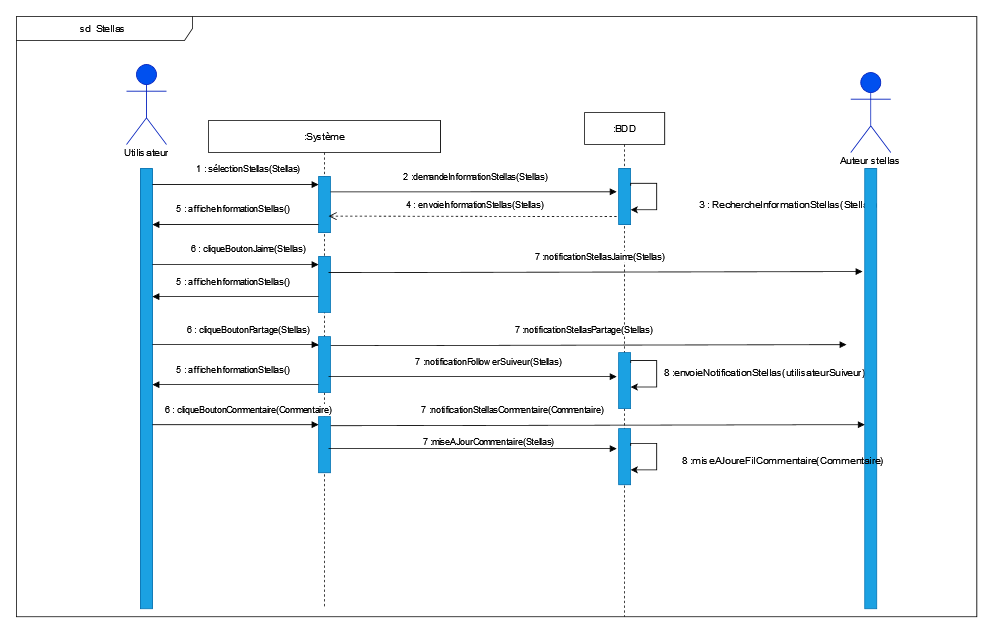 sd Stellas
:Système
:BDD
Utilisateur
Auteur stellas
1 : sélectionStellas(Stellas)
2 :demandeInformationStellas(Stellas)
3 : RechercheInformationStellas(Stella
4 : envoieInformationStellas(Stellas)
5 : afficheInformationStellas()
6 : cliqueBoutonJaime(Stellas)
7 :notificationStellasJaime(Stellas)
5 : afficheInformationStellas()
6 : cliqueBoutonPartage(Stellas)
7 :notificationStellasPartage(Stellas)
7 :notificationFollowerSuiveur(Stellas)
5 : afficheInformationStellas()
8 :envoieNotificationStellas(utilisateurSuiveur)
6 : cliqueBoutonCommentaire(Commentaire)
7 :notificationStellasCommentaire(Commentaire)
7 :miseAJourCommentaire(Stellas)
8 :miseAJoureFilCommentaire(Commentaire)